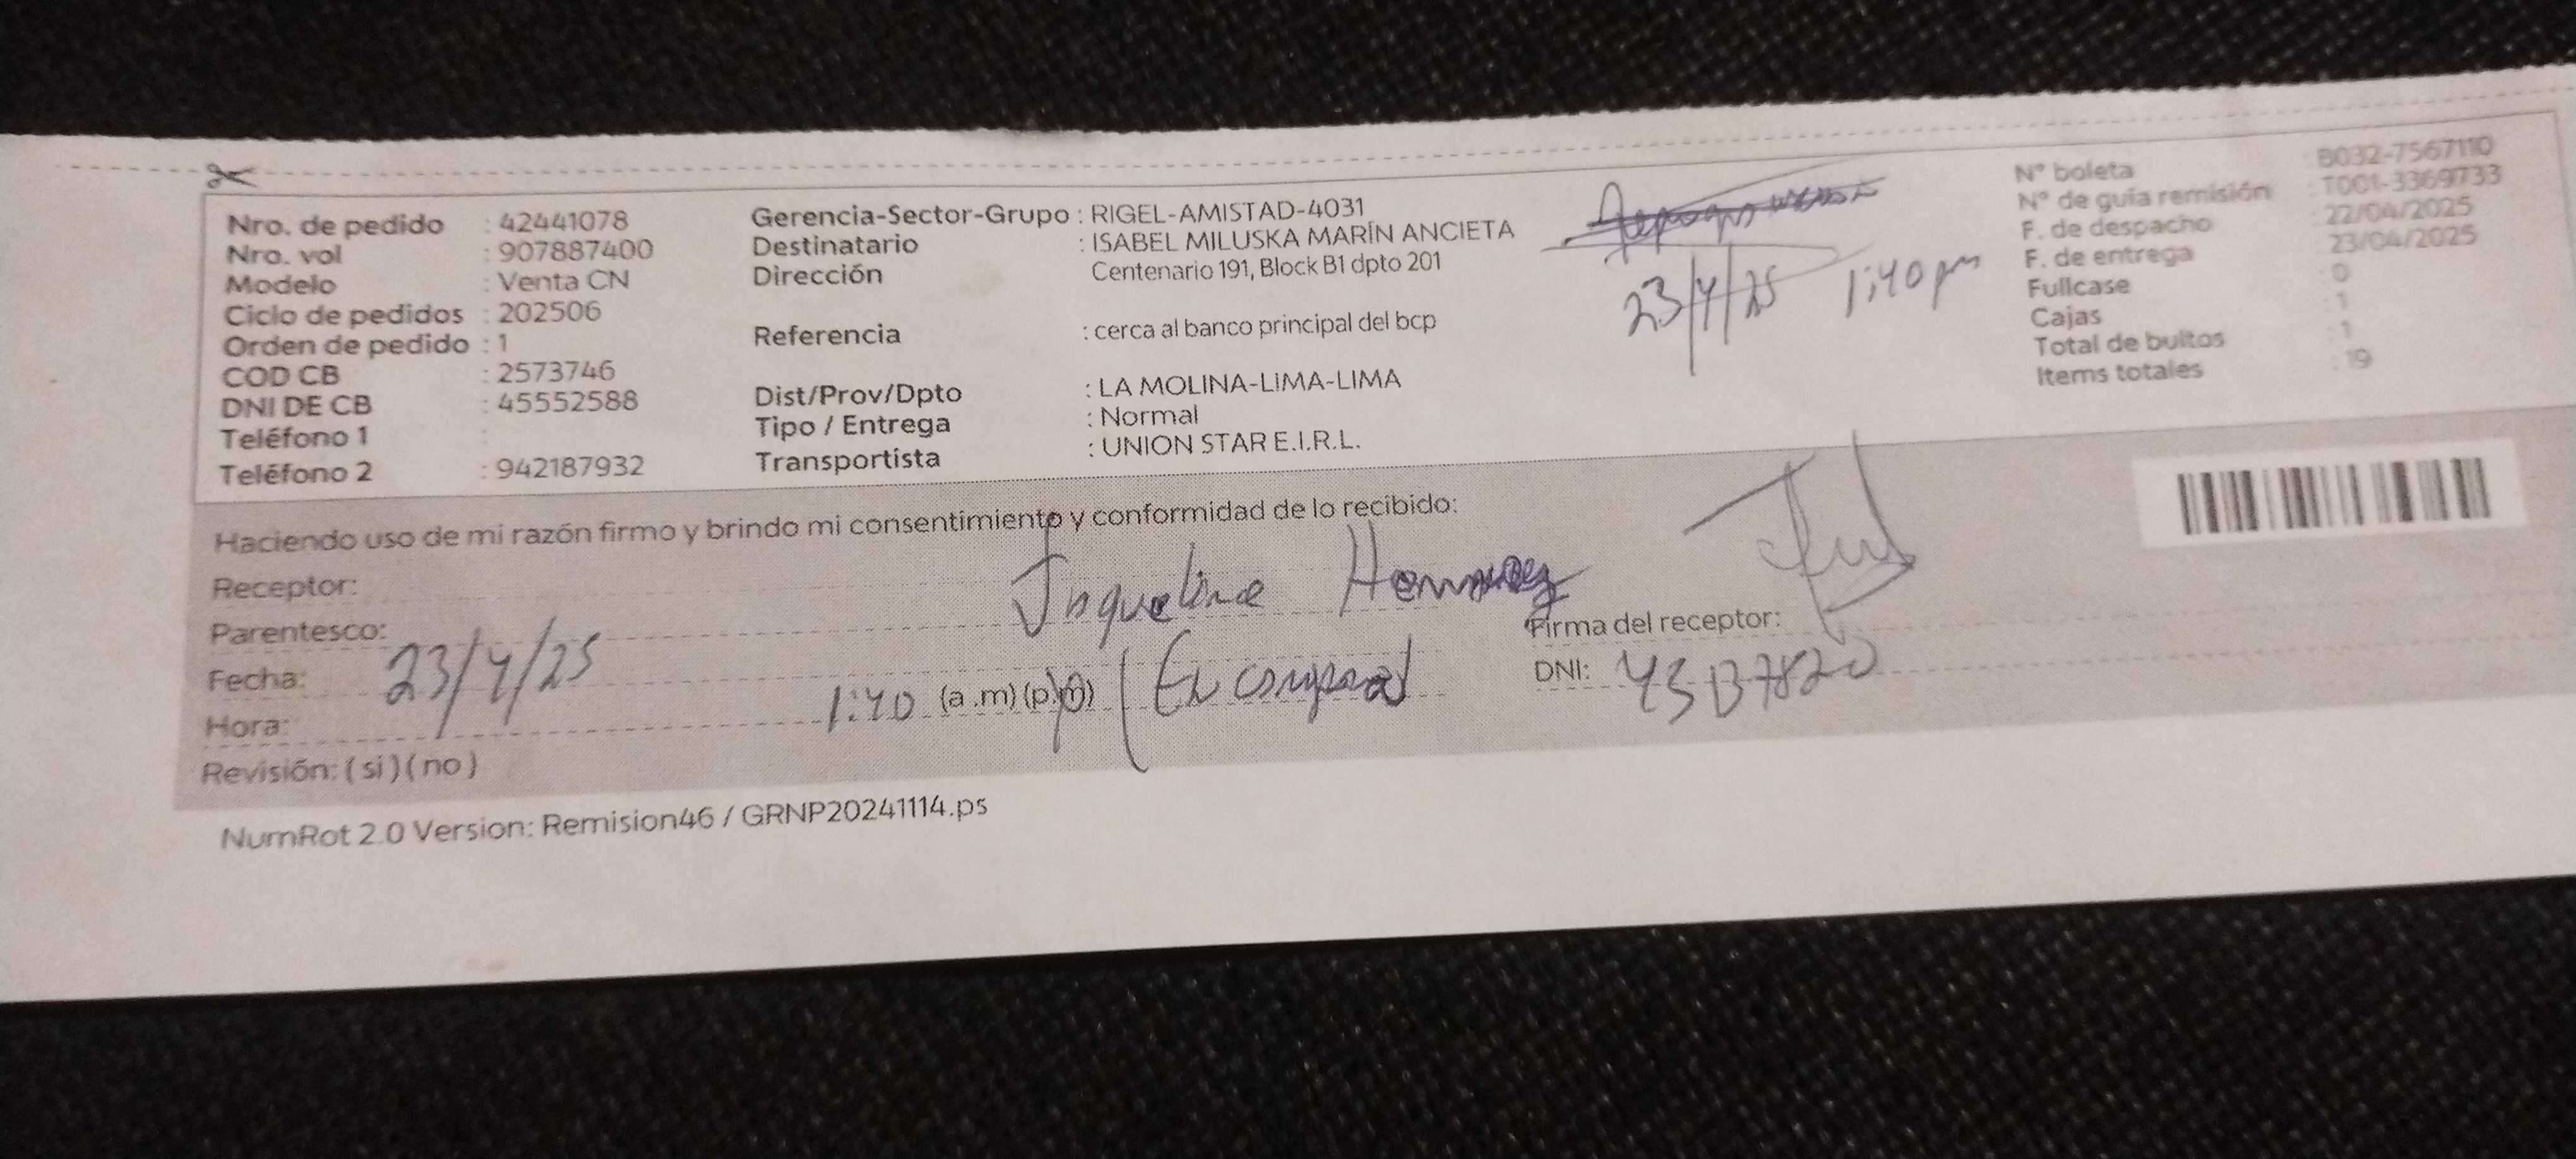 Nro. de pedido : 42441078
Nro. vol : 907887400
Modelo : Venta CN
Ciclo de pedidos : 202506
Orden de pedido : 1
COD CB : 2573746
DNI DE CB : 45552588
Teléfono 1 :
Teléfono 2 : 942187932
Gerencia-Sector-Grupo : RIGEL-AMISTAD-4031
Destinatario : ISABEL MILUSKA MARÍN ANCIETA
Dirección Centenario 191, Block B1 dpto 201
Referencia : cerca al banco principal del bcp
Dist/Prov/Dpto : LA MOLINA-LIMA-LIMA
Tipo / Entrega : Normal
Transportista : UNION STAR E.I.R.L.
23/4/25 1:40 pm
N° boleta : B032-7567110
N° de guía remisión : T001-3369733
F. de despacho : 22/04/2025
F. de entrega : 23/04/2025
Fullcase : 0
Cajas : 1
Total de bultos : 1
Items totales : 19
Haciendo uso de mi razón firmo y brindo mi consentimiento y conformidad de lo recibido:
Receptor: Jaqueline
Parentesco:
Firma del receptor:
Fecha: 23/4/25
DNI:
Hora: 1:40 (a .m) (p.m)
Revisión: ( si ) ( no )
NumRot 2.0 Version: Remision46 / GRNP20241114.ps